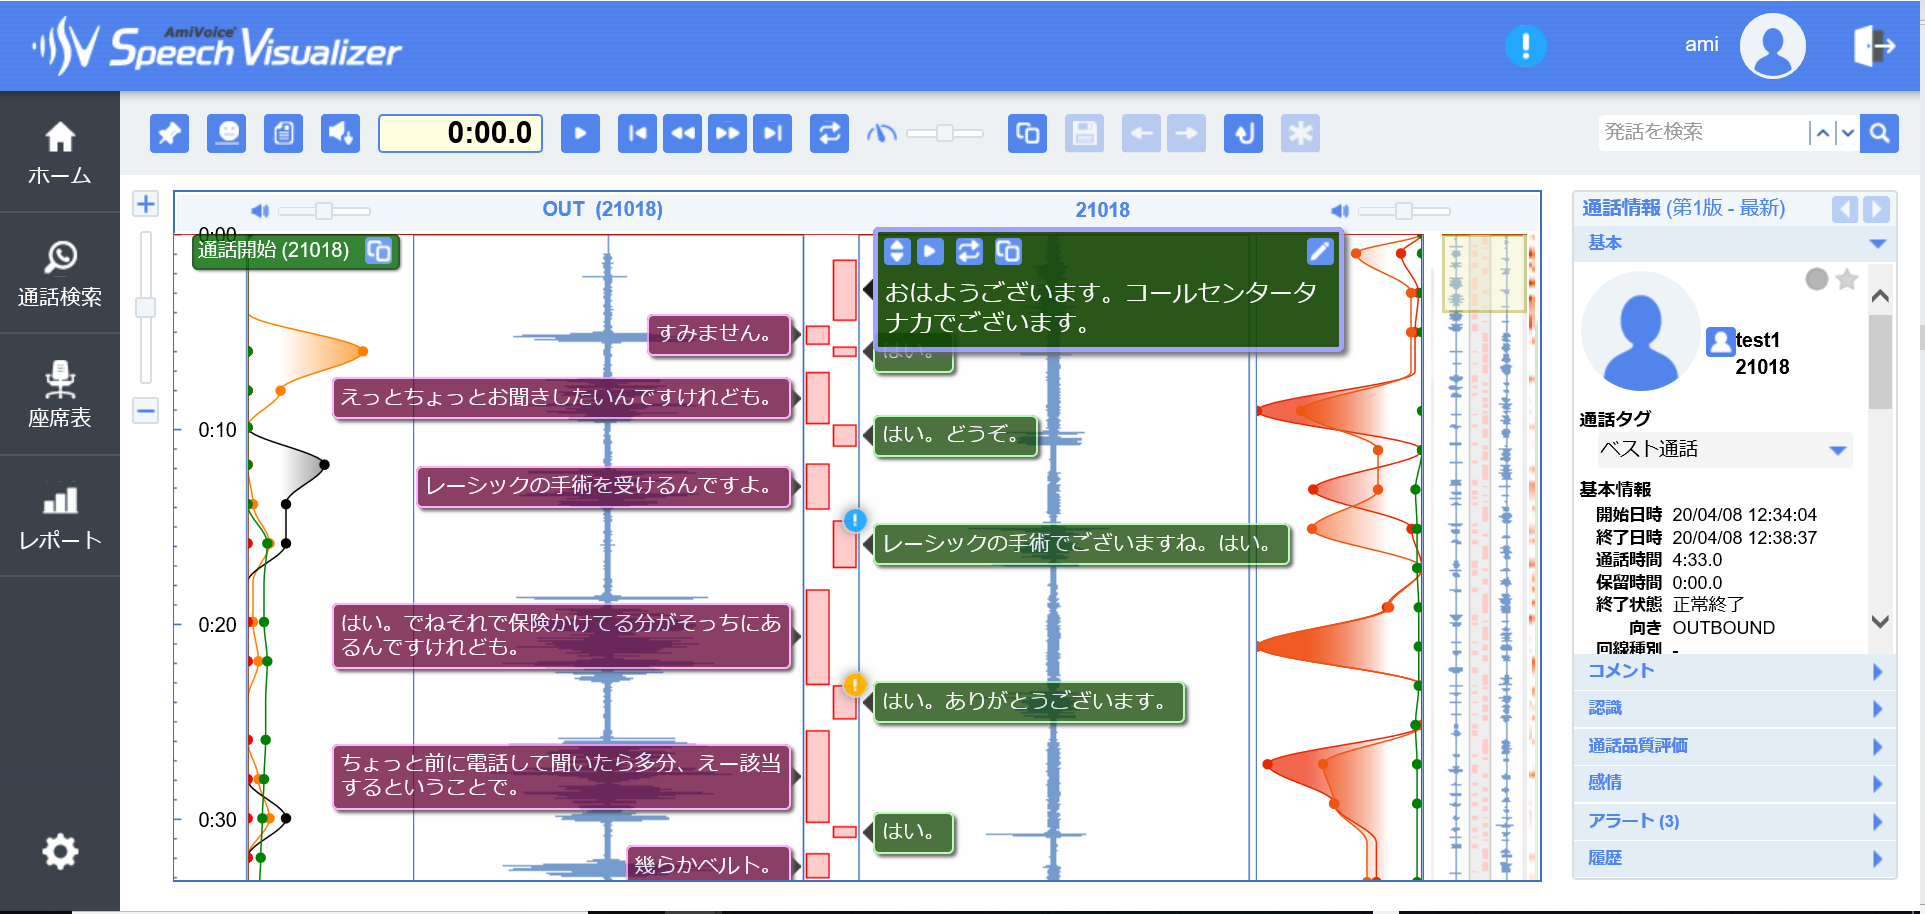 AmiVoice®
Speech Visualizer
ami
ホーム
通話検索
座席表
レポート
0:00.0
発話を検索
OUT (21018)
21018
0:00
通話開始 (21018)
おはようございます。コールセンタータ
ナカでございます。
すみません。
はい。
えっとちょっとお聞きしたいんですけれども。
0:10
はい。どうぞ。
レーシックの手術を受けるんですよ。
レーシックの手術でございますね。はい。
0:20
はい。でねそれで保険かけてる分がそっちにあ
るんですけれども。
はい。ありがとうございます。
ちょっと前に電話して聞いたら多分、えー該当
するということで。
0:30
はい。
幾らかベルト。
通話情報 (第1版 - 最新)
基本
test1
21018
通話タグ
ベスト通話
基本情報
開始日時 20/04/08 12:34:04
終了日時 20/04/08 12:38:37
通話時間 4:33.0
保留時間 0:00.0
終了状態 正常終了
向き OUTBOUND
回線種別 -
コメント
認識
通話品質評価
感情
アラート (3)
履歴